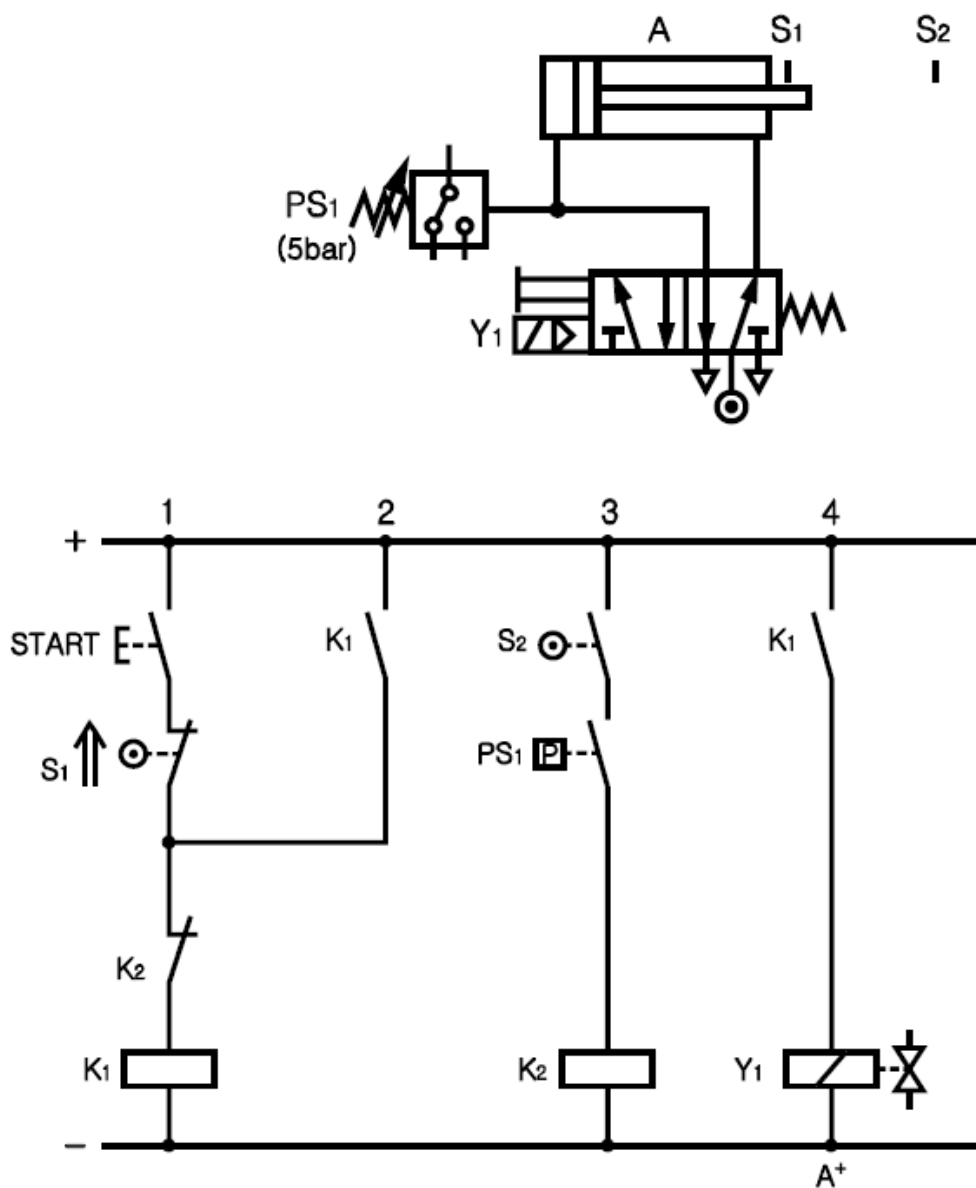 A S₁ S₂
PS₁
(5bar)
Y₁
1 2 3 4
+
START K₁ S₂ K₁
S₁ PS₁ P
K₂
K₁ K₂ Y₁
−
A⁺